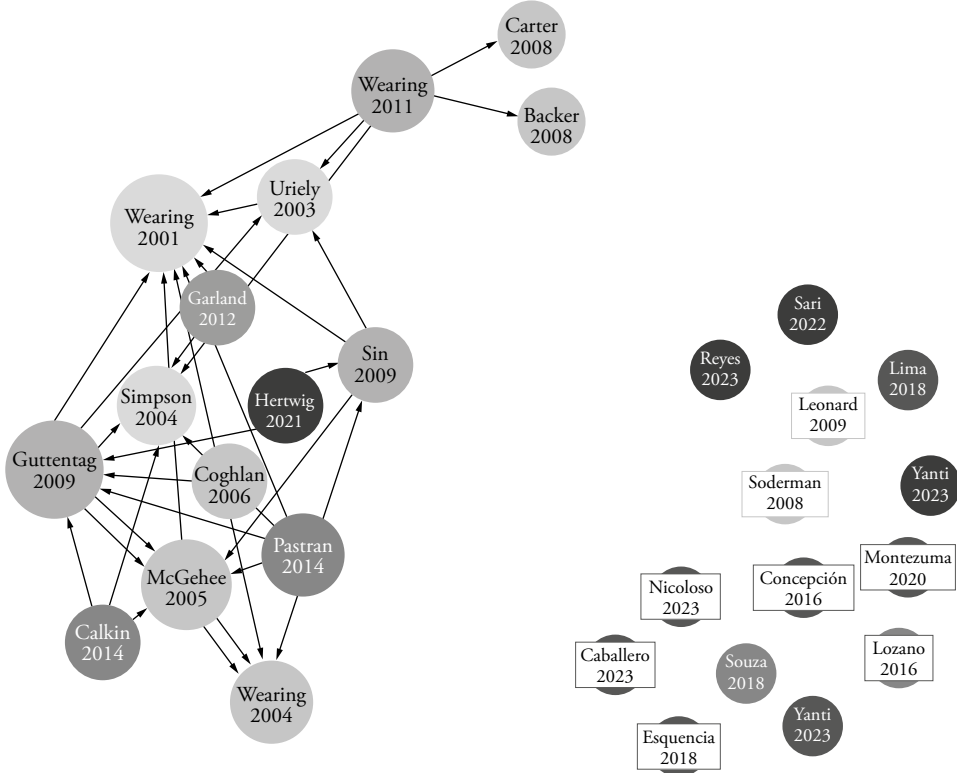 Carter
2008
Wearing
2011
Backer
2008
Uriely
2003
Wearing
2001
Garland
2012
Sin
2009
Simpson
2004
Hertwig
2021
Guttentag
2009
Coghlan
2006
Pastran
2014
McGehee
2005
Calkin
2014
Wearing
2004
Sari
2022
Reyes
2023
Lima
2018
Leonard
2009
Soderman
2008
Yanti
2023
Montezuma
2020
Nicoloso
2023
Concepción
2016
Caballero
2023
Souza
2018
Lozano
2016
Yanti
2023
Esquencia
2018